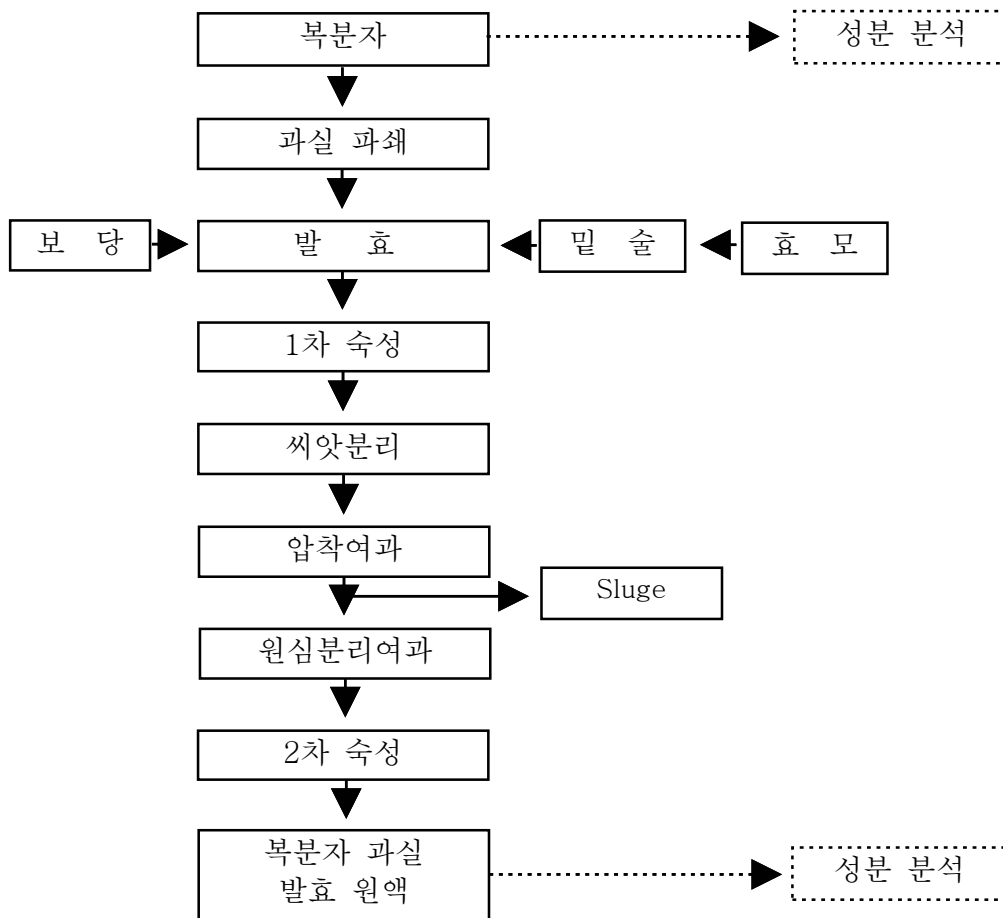 복분자
성분 분석
과실 파쇄
보 당
발 효
밑 술
효 모
1차 숙성
씨앗분리
압착여과
Sluge
원심분리여과
2차 숙성
복분자 과실
발효 원액
성분 분석